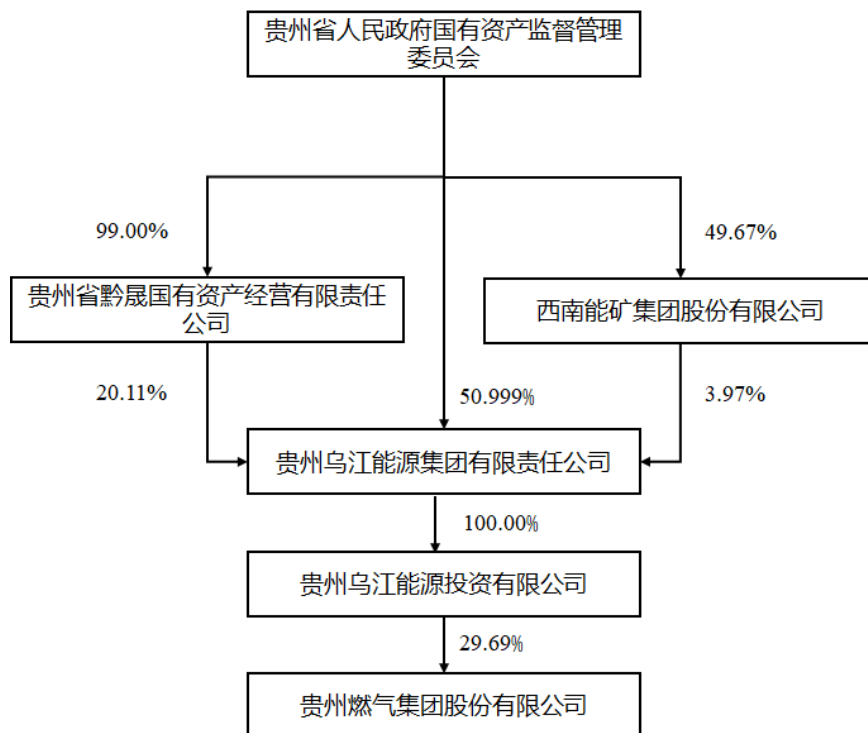 贵州省人民政府国有资产监督管理
委员会
99.00%
49.67%
贵州省黔晟国有资产经营有限责任
公司
西南能矿集团股份有限公司
20.11%
50.999%
3.97%
贵州乌江能源集团有限责任公司
100.00%
贵州乌江能源投资有限公司
29.69%
贵州燃气集团股份有限公司